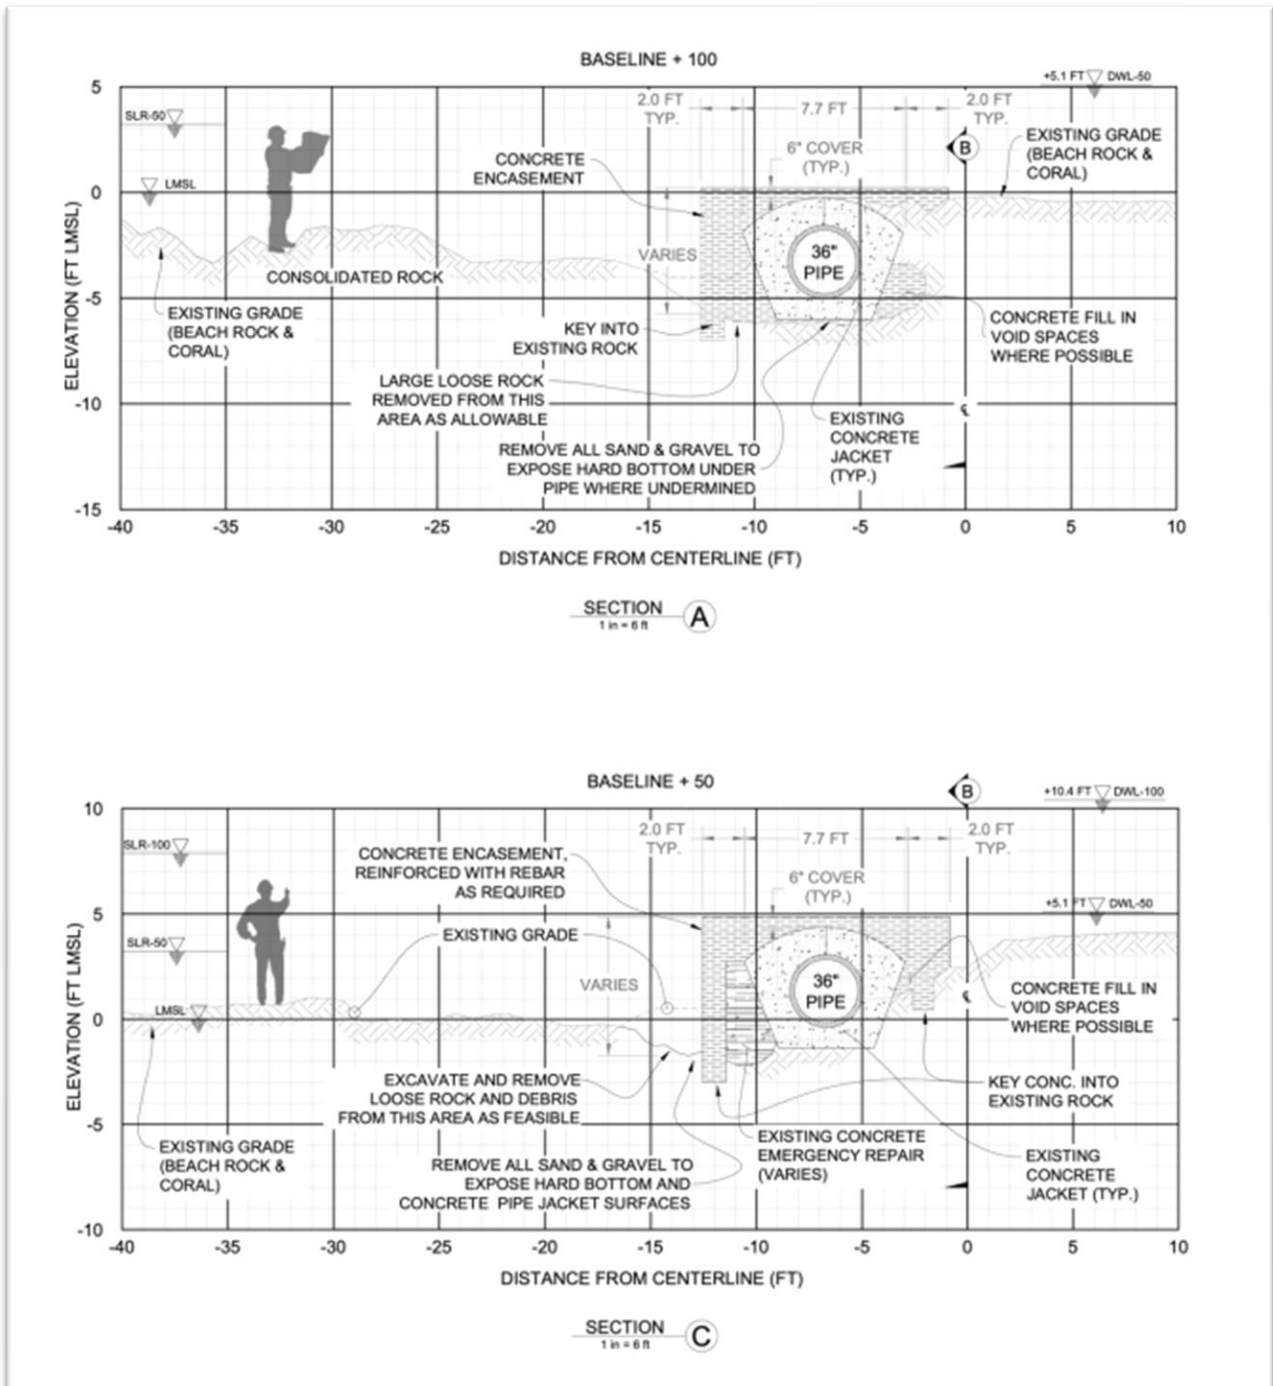 BASELINE + 100
+5.1 FT DWL-50
5
2.0 FT
TYP.
7.7 FT
2.0 FT
TYP.
SLR-50
B
EXISTING GRADE
(BEACH ROCK &
CORAL)
6" COVER
(TYP.)
CONCRETE
ENCASEMENT
LMSL
0
VARIES
36"
PIPE
CONSOLIDATED ROCK
-5
EXISTING GRADE
(BEACH ROCK &
CORAL)
KEY INTO
EXISTING ROCK
CONCRETE FILL IN
VOID SPACES
WHERE POSSIBLE
LARGE LOOSE ROCK
REMOVED FROM THIS
AREA AS ALLOWABLE
-10
EXISTING
CONCRETE
JACKET
(TYP.)
REMOVE ALL SAND & GRAVEL TO
EXPOSE HARD BOTTOM UNDER
PIPE WHERE UNDERMINED
-15
ELEVATION (FT LMSL)
-40 -35 -30 -25 -20 -15 -10 -5 0 5 10
DISTANCE FROM CENTERLINE (FT)
SECTION A
1 in = 6 ft
BASELINE + 50
B
+10.4 FT DWL-100
10
2.0 FT
TYP.
7.7 FT
2.0 FT
TYP.
SLR-100
CONCRETE ENCASEMENT,
REINFORCED WITH REBAR
AS REQUIRED
6" COVER
(TYP.)
+5.1 FT DWL-50
5
EXISTING GRADE
SLR-50
VARIES
36"
PIPE
CONCRETE FILL IN
VOID SPACES
WHERE POSSIBLE
LMSL
0
EXCAVATE AND REMOVE
LOOSE ROCK AND DEBRIS
FROM THIS AREA AS FEASIBLE
KEY CONC. INTO
EXISTING ROCK
-5
EXISTING GRADE
(BEACH ROCK &
CORAL)
EXISTING CONCRETE
EMERGENCY REPAIR
(VARIES)
EXISTING
CONCRETE
JACKET (TYP.)
REMOVE ALL SAND & GRAVEL TO
EXPOSE HARD BOTTOM AND
CONCRETE PIPE JACKET SURFACES
-10
ELEVATION (FT LMSL)
-40 -35 -30 -25 -20 -15 -10 -5 0 5 10
DISTANCE FROM CENTERLINE (FT)
SECTION C
1 in = 6 ft